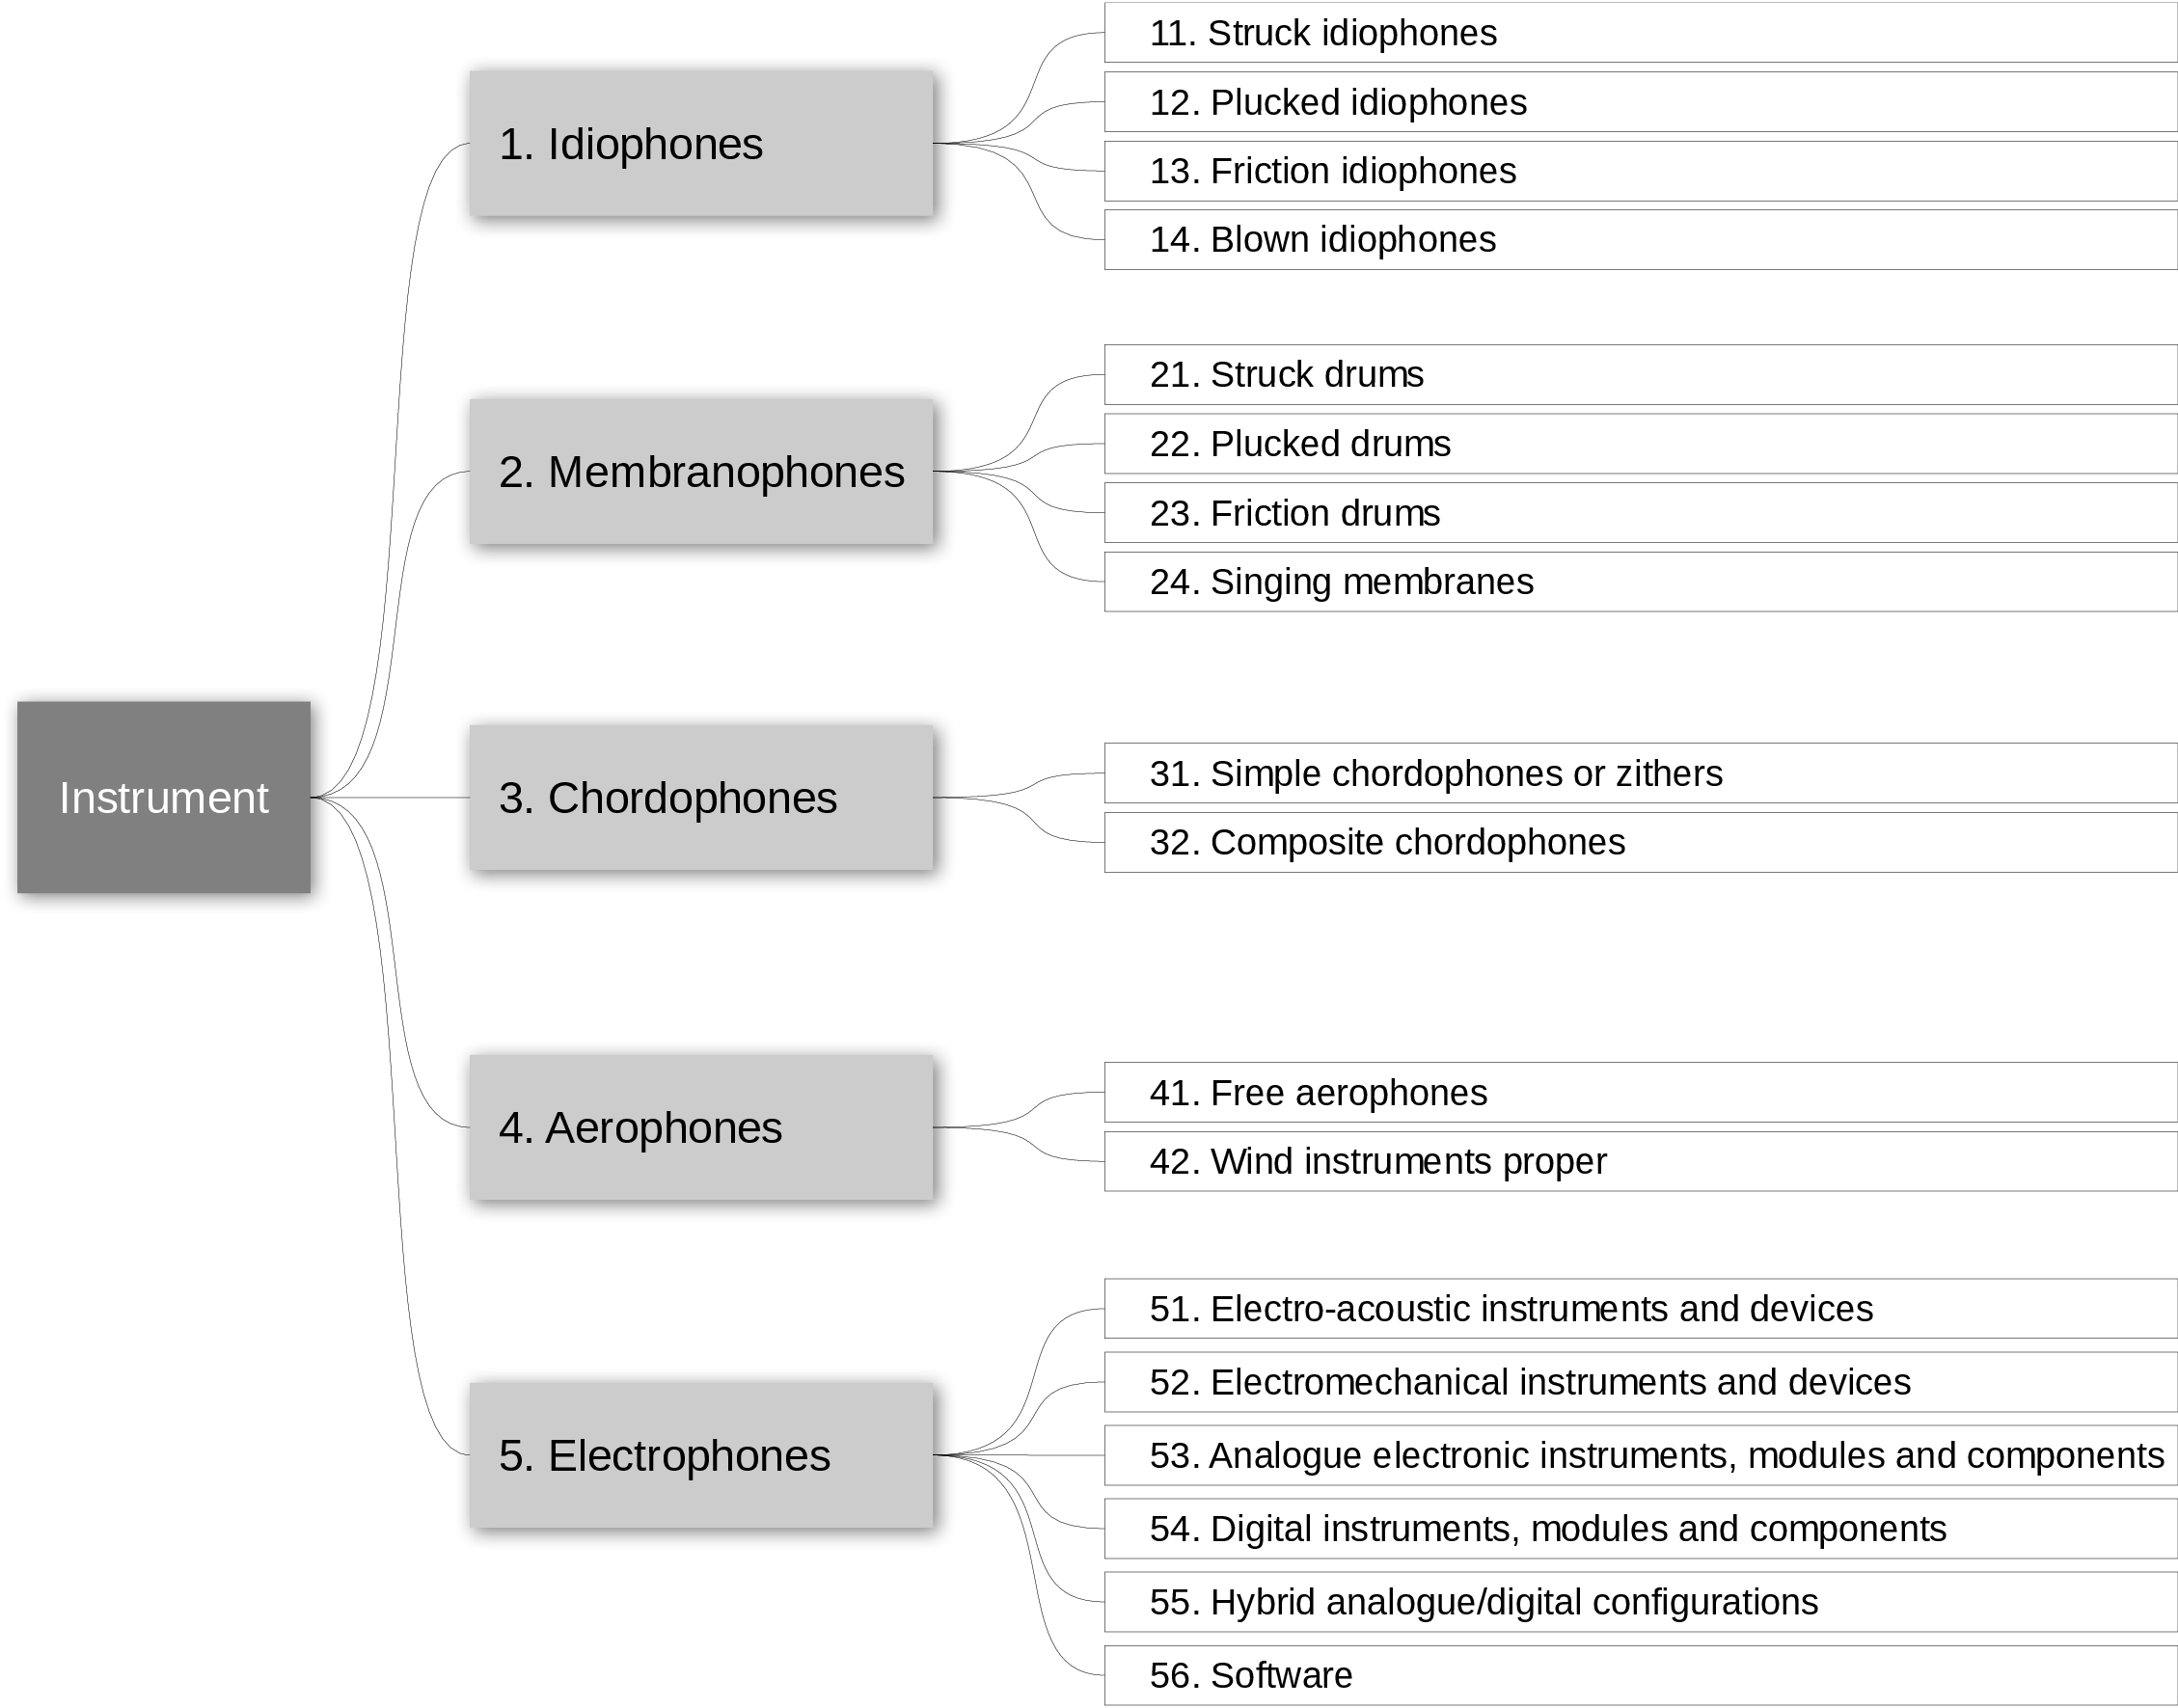 Instrument
1. Idiophones
11. Struck idiophones
12. Plucked idiophones
13. Friction idiophones
14. Blown idiophones
2. Membranophones
21. Struck drums
22. Plucked drums
23. Friction drums
24. Singing membranes
3. Chordophones
31. Simple chordophones or zithers
32. Composite chordophones
4. Aerophones
41. Free aerophones
42. Wind instruments proper
5. Electrophones
51. Electro-acoustic instruments and devices
52. Electromechanical instruments and devices
53. Analogue electronic instruments, modules and components
54. Digital instruments, modules and components
55. Hybrid analogue/digital configurations
56. Software